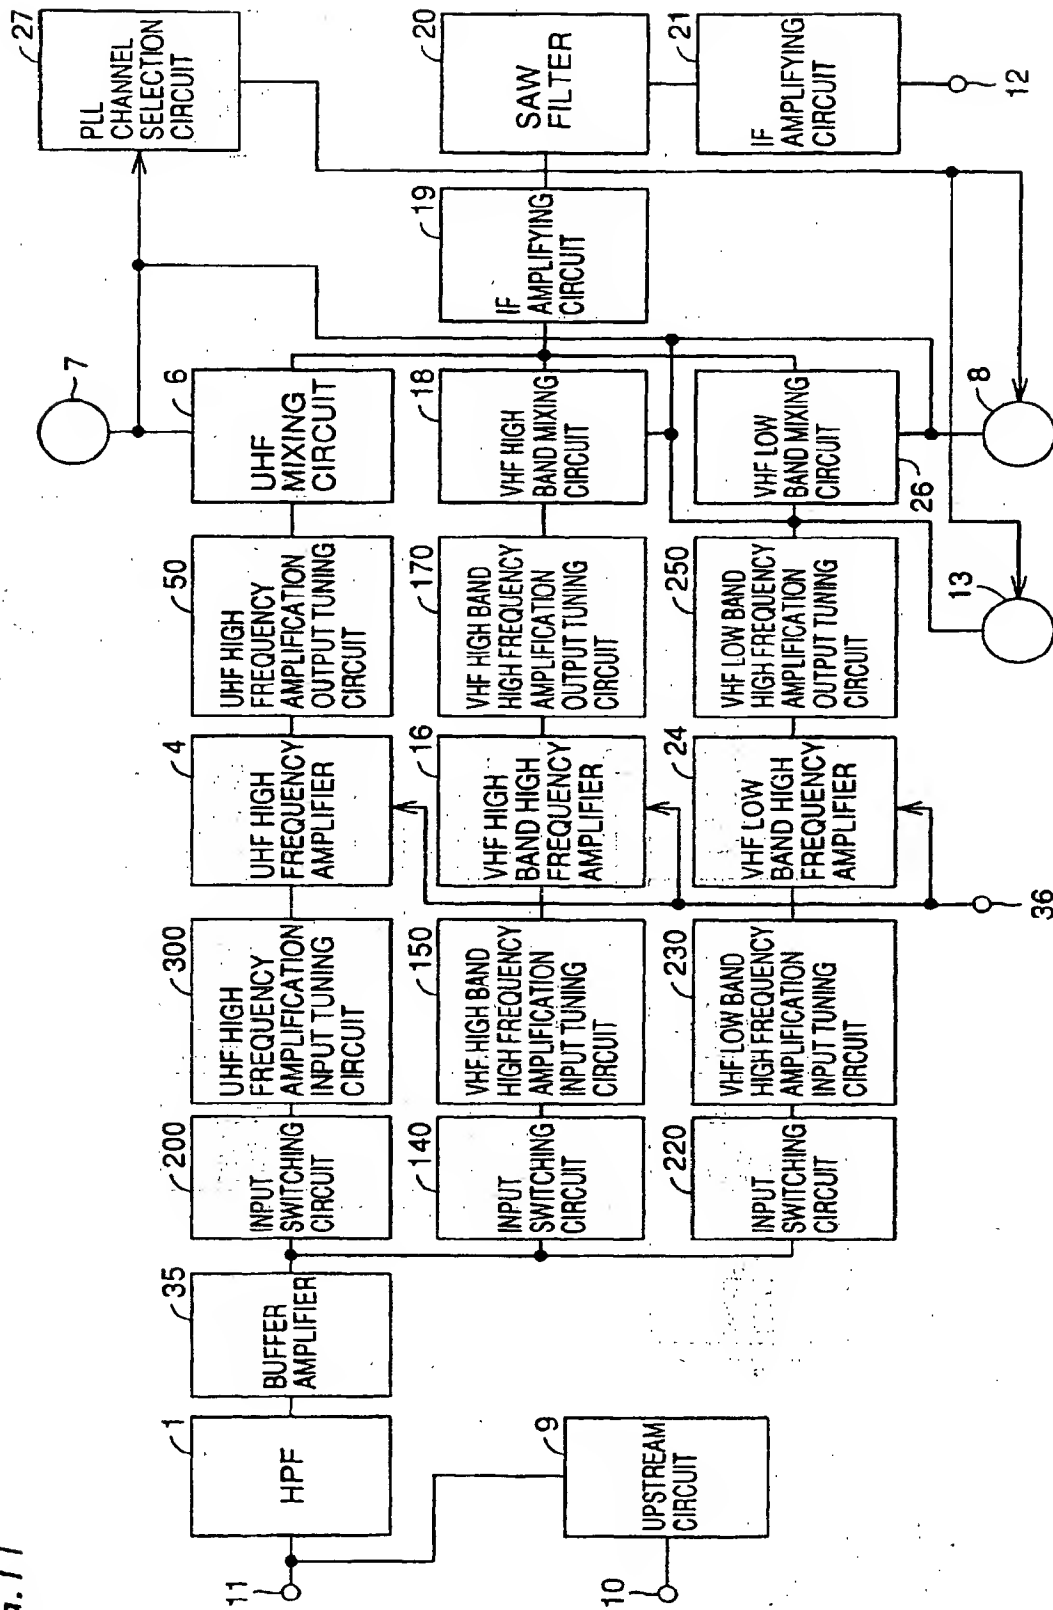 11
1
HPF
10
9
UPSTREAM
CIRCUIT
35
BUFFER
AMPLIFIER
200
INPUT
SWITCHING
CIRCUIT
300
UHF HIGH
FREQUENCY
AMPLIFICATION
INPUT TUNING
CIRCUIT
4
UHF HIGH
FREQUENCY
AMPLIFIER
50
UHF HIGH
FREQUENCY
AMPLIFICATION
OUTPUT TUNING
CIRCUIT
6
UHF
MIXING
CIRCUIT
7
27
PLL
CHANNEL
SELECTION
CIRCUIT
140
INPUT
SWITCHING
CIRCUIT
150
VHF HIGH BAND
HIGH FREQUENCY
AMPLIFICATION
INPUT TUNING
CIRCUIT
16
VHF HIGH
BAND HIGH
FREQUENCY
AMPLIFIER
170
VHF HIGH BAND
HIGH FREQUENCY
AMPLIFICATION
OUTPUT TUNING
CIRCUIT
18
VHF HIGH
BAND MIXING
CIRCUIT
19
IF
AMPLIFYING
CIRCUIT
20
SAW
FILTER
21
IF
AMPLIFYING
CIRCUIT
12
220
INPUT
SWITCHING
CIRCUIT
230
VHF LOW BAND
HIGH FREQUENCY
AMPLIFICATION
INPUT TUNING
CIRCUIT
24
VHF LOW
BAND HIGH
FREQUENCY
AMPLIFIER
250
VHF LOW BAND
HIGH FREQUENCY
AMPLIFICATION
OUTPUT TUNING
CIRCUIT
VHF LOW
BAND MIXING
CIRCUIT
26
36
13
8